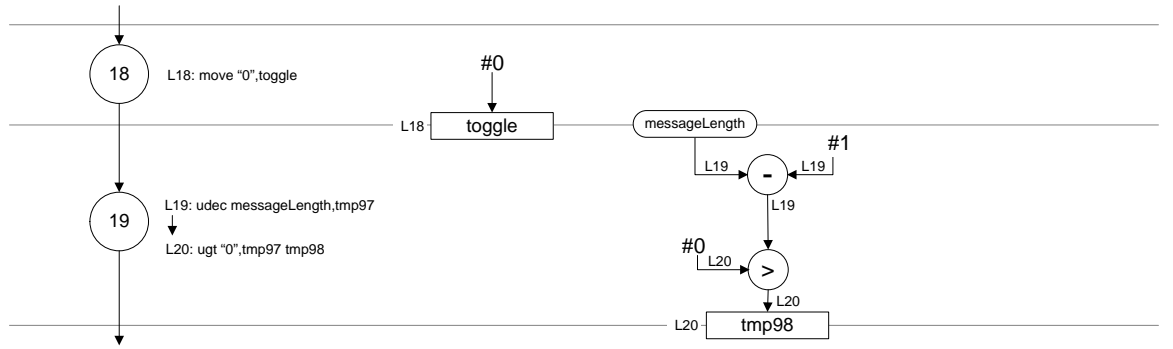 18
L18: move “0”,toggle
#0
L18
toggle
messageLength
#1
L19
-
L19
19
L19: udec messageLength,tmp97
L19
L20: ugt “0”,tmp97 tmp98
#0
L20
>
L20
L20
tmp98